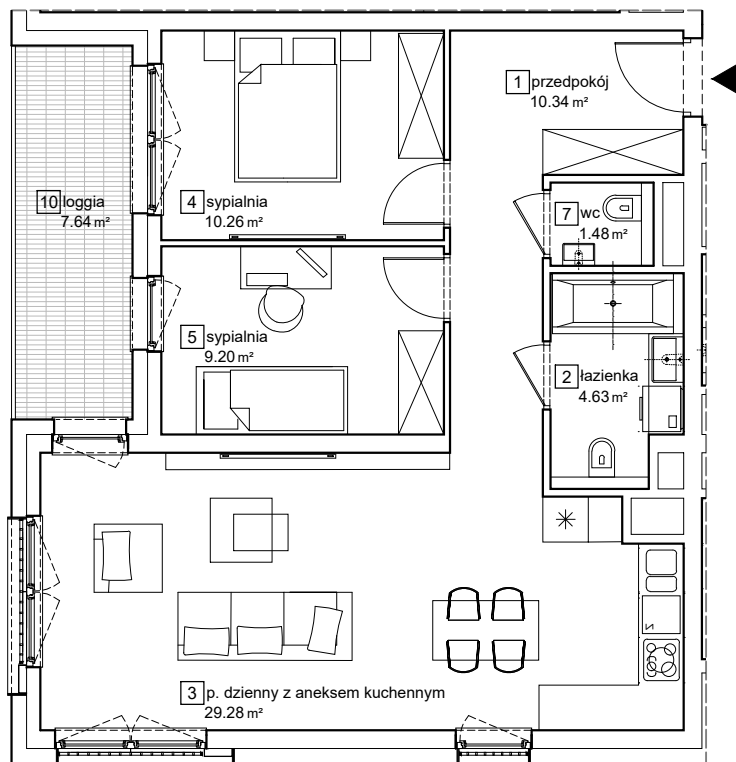 1 przedpokój
10.34 m²
10 loggia
7.64 m²
4 sypialnia
10.26 m²
7 wc
1.48 m²
5 sypialnia
9.20 m²
2 łazienka
4.63 m²
3 p. dzienny z aneksem kuchennym
29.28 m²